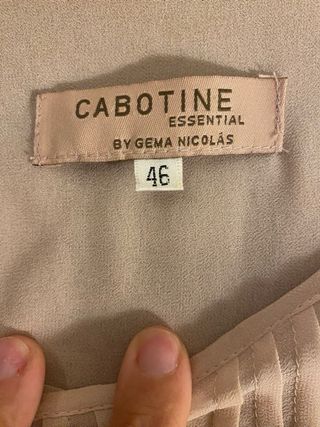 CABOTINE
ESSENTIAL
BY GEMA NICOLÁS
46